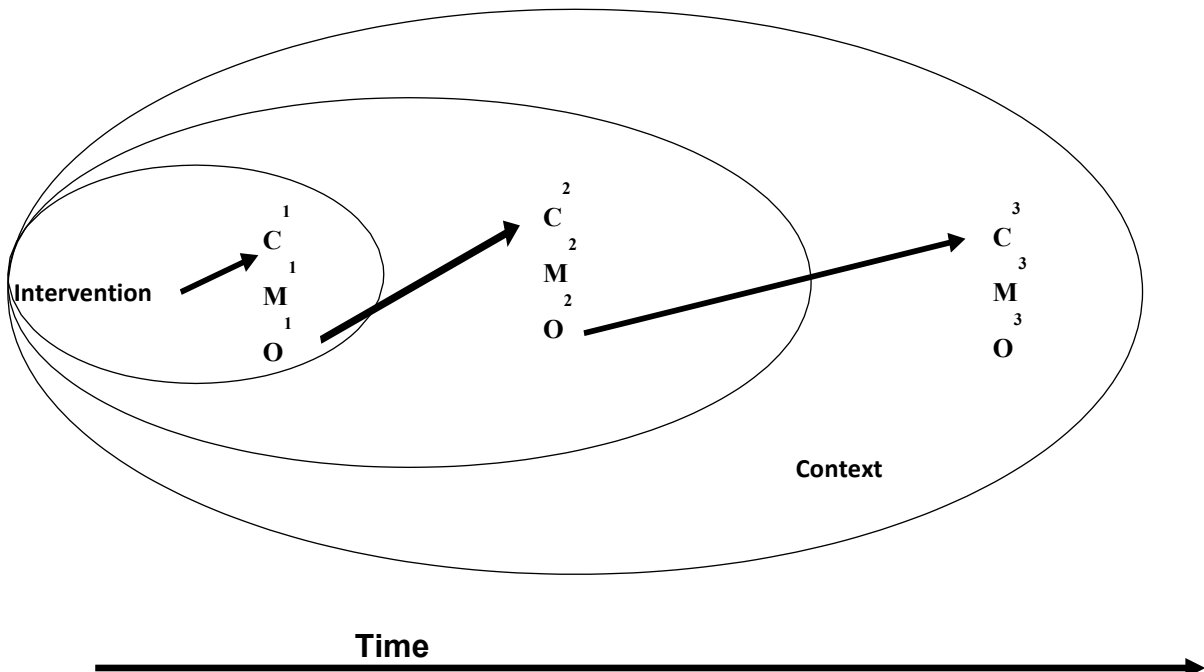 Intervention
C¹
M¹
O¹
C²
M²
O²
C³
M³
O³
Context
Time